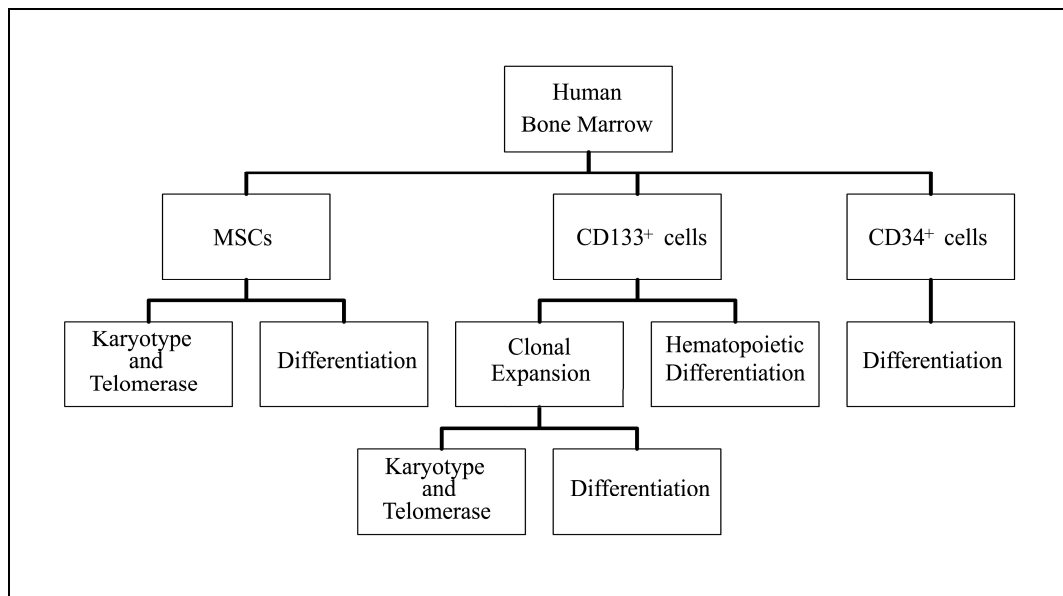 Human
Bone Marrow
MSCs
CD133⁺ cells
CD34⁺ cells
Karyotype
and
Telomerase
Differentiation
Clonal
Expansion
Hematopoietic
Differentiation
Differentiation
Karyotype
and
Telomerase
Differentiation